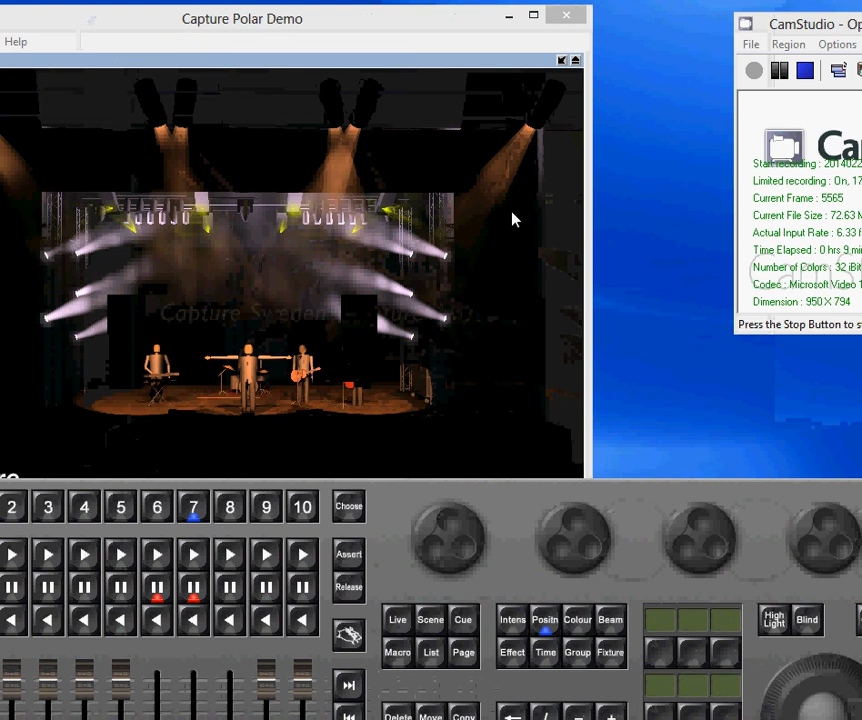 Capture Polar Demo
Help
Capture Sweden
CamStudio - Op
File Region Options
Ca
Start recording : 2014022
Limited recording : On, 17
Current Frame : 5565
Current File Size : 72.63 M
Actual Input Rate : 6.33 f
Time Elapsed : 0 hrs 9 mi
Number of Colors : 32 (Bit
Codec : Microsoft Video 1
Dimension : 950 X 794
Press the Stop Button to s
2 3 4 5 6 7 8 9 10 Choose
Assert
Release
Live Scene Cue Intens Positn Colour Beam
High Light Blind
Macro List Page Effect Time Group Fixture
Delete Move Copy ← / − +